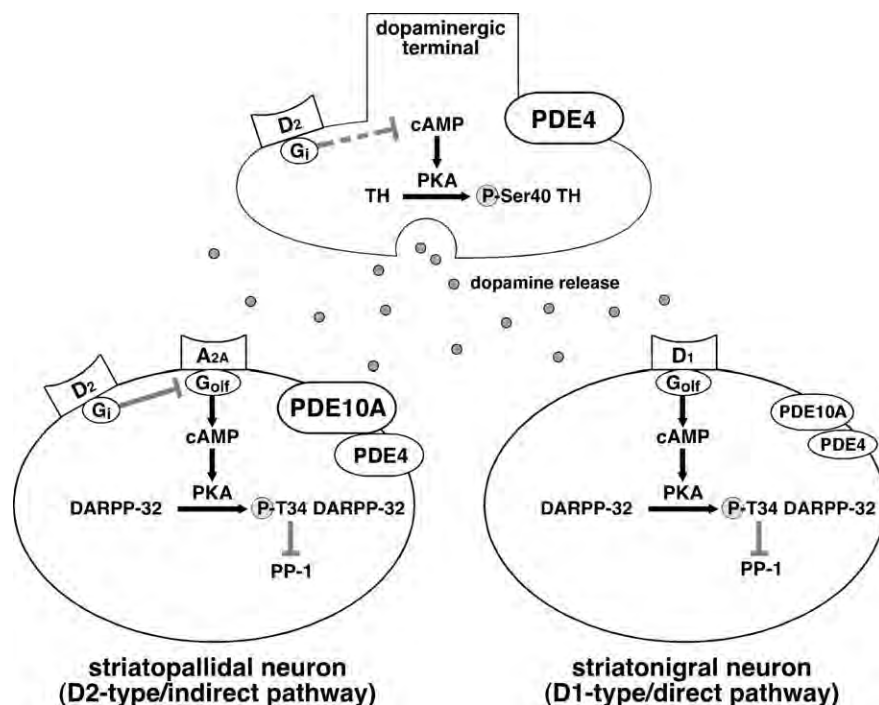 dopaminergic
terminal
D2
Gi
cAMP
PDE4
PKA
TH
P-Ser40 TH
dopamine release
D2
Gi
A2A
Golf
PDE10A
PDE4
cAMP
PKA
DARPP-32
P-T34 DARPP-32
PP-1
striatopallidal neuron
(D2-type/indirect pathway)
D1
Golf
PDE10A
PDE4
cAMP
PKA
DARPP-32
P-T34 DARPP-32
PP-1
striatonigral neuron
(D1-type/direct pathway)